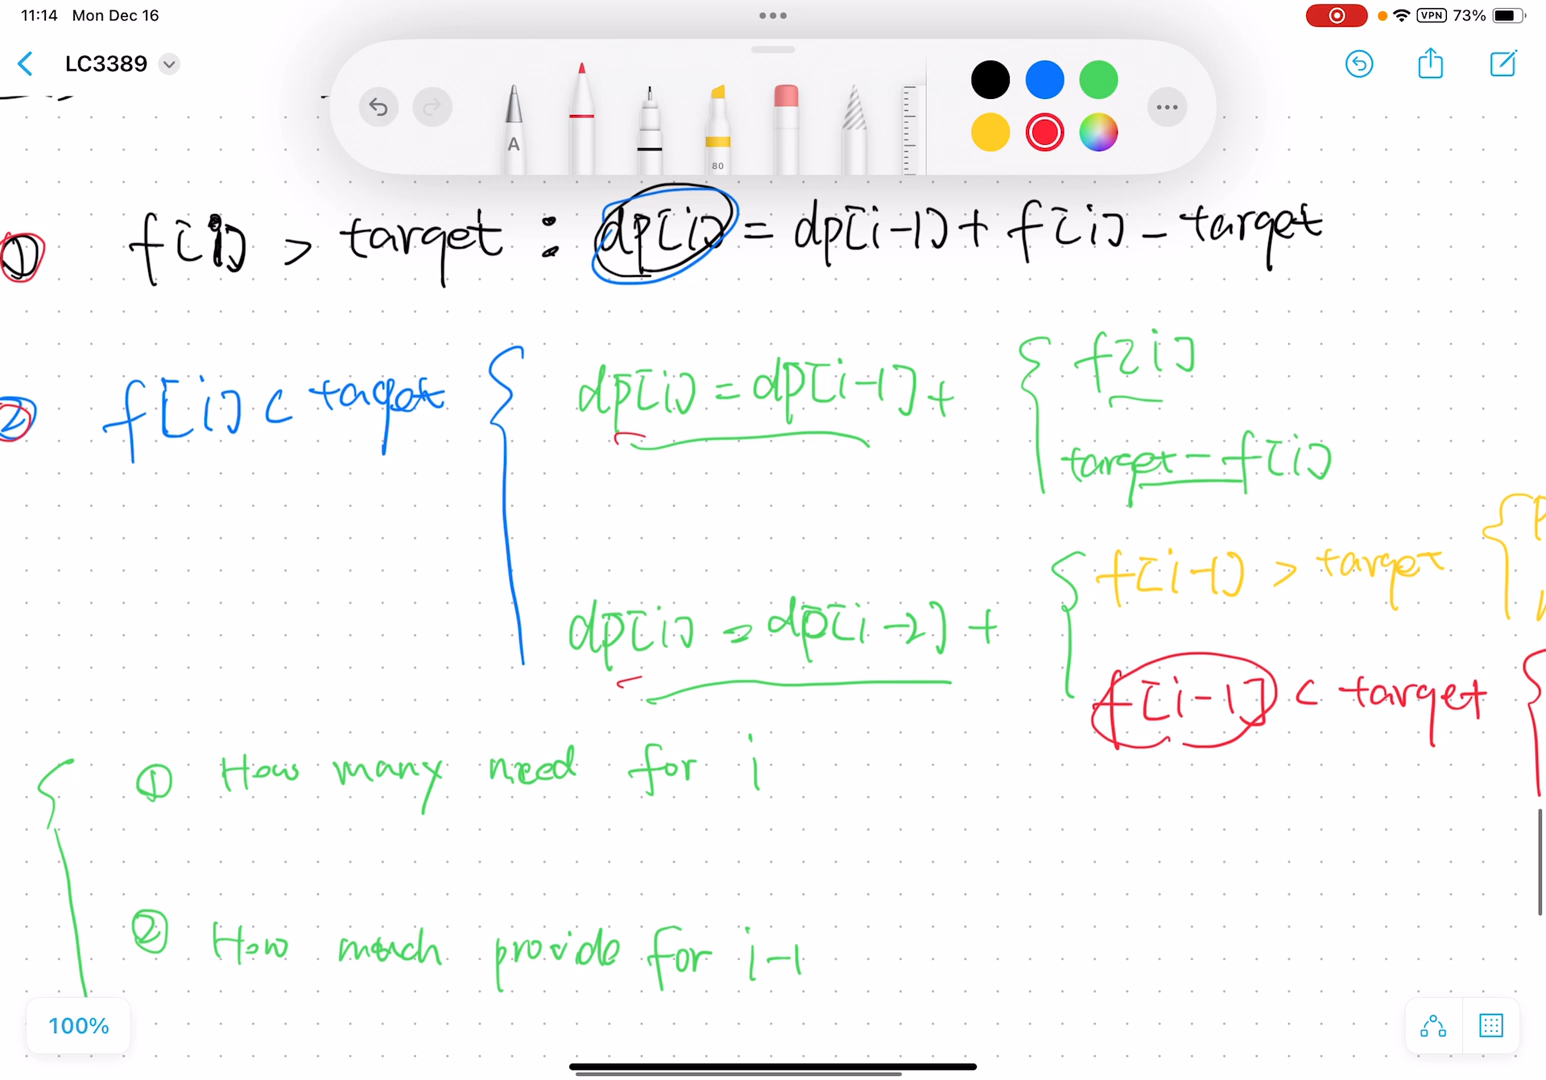 11:14 Mon Dec 16
VPN 73%
LC3389
A
80
① f[i] > target : dp[i] = dp[i-1] + f[i] - target
② f[i] < target
dp[i] = dp[i-1] +
f[i]
target - f[i]
dp[i] = dp[i-2] +
f[i-1] > target
f[i-1] < target
① How many need for i
② How much provide for i-1
100%